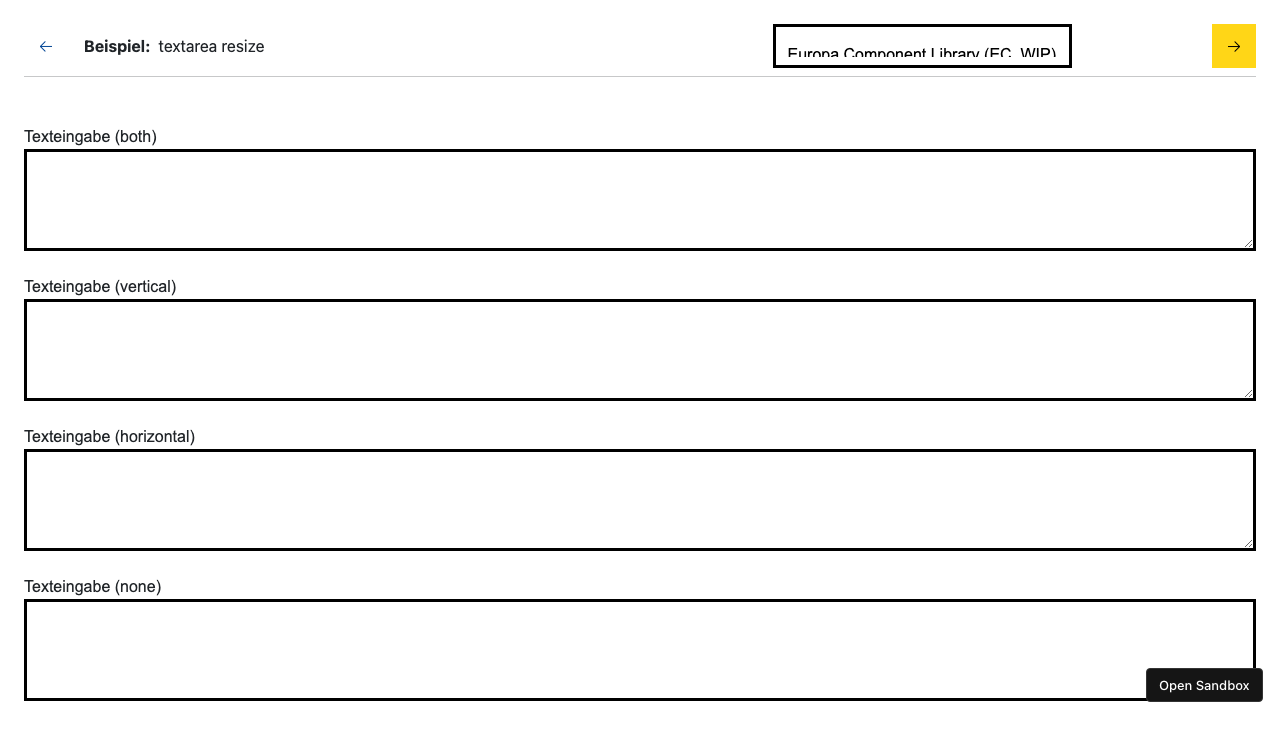 Beispiel: textarea resize
Europa Component Library (EC, WIP)
Texteingabe (both)
Texteingabe (vertical)
Texteingabe (horizontal)
Texteingabe (none)
Open Sandbox